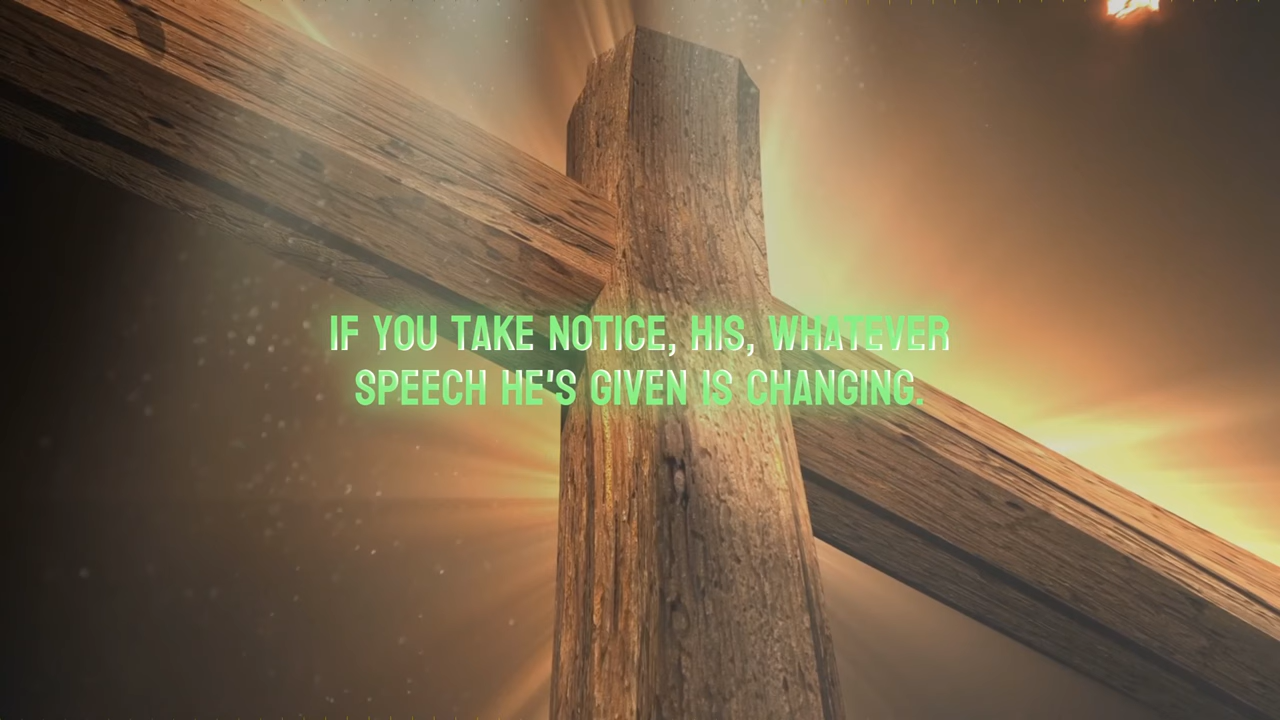 IF YOU TAKE NOTICE, HIS, WHATEVER
SPEECH HE'S GIVEN IS CHANGING.